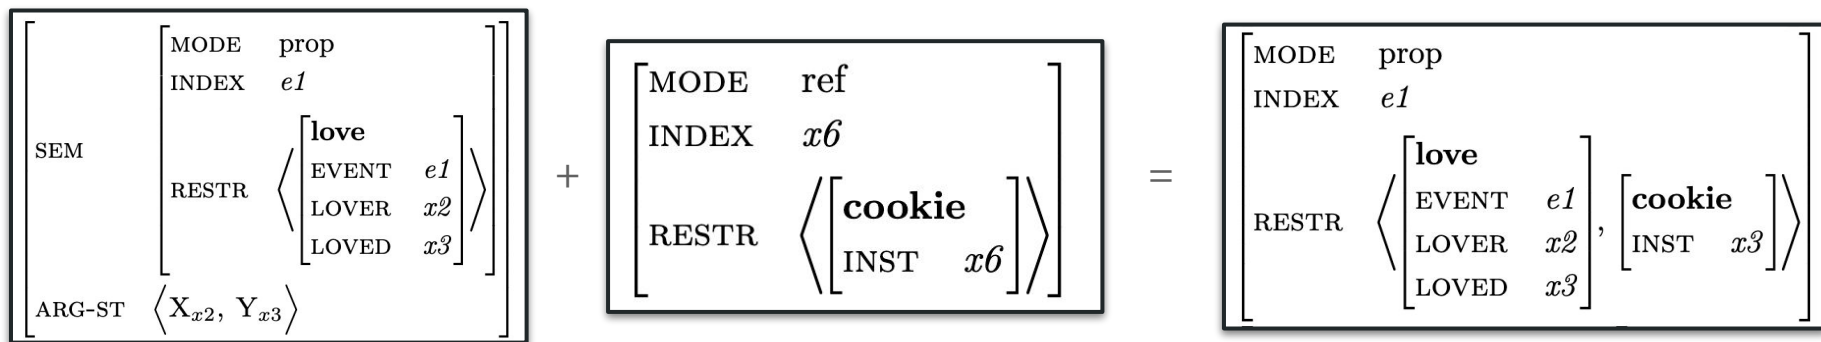 SEM
MODE prop
INDEX e1
RESTR
love
EVENT e1
LOVER x2
LOVED x3
ARG-ST ⟨X_x2, Y_x3⟩
+
MODE ref
INDEX x6
RESTR
cookie
INST x6
=
MODE prop
INDEX e1
RESTR
love
EVENT e1
LOVER x2
LOVED x3
,
cookie
INST x3